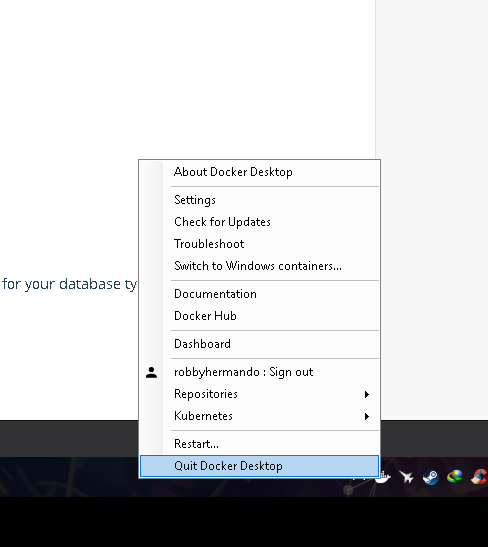 About Docker Desktop
Settings
Check for Updates
Troubleshoot
Switch to Windows containers...
for your database ty
Documentation
Docker Hub
Dashboard
robbyhermando : Sign out
Repositories
Kubernetes
Restart...
Quit Docker Desktop